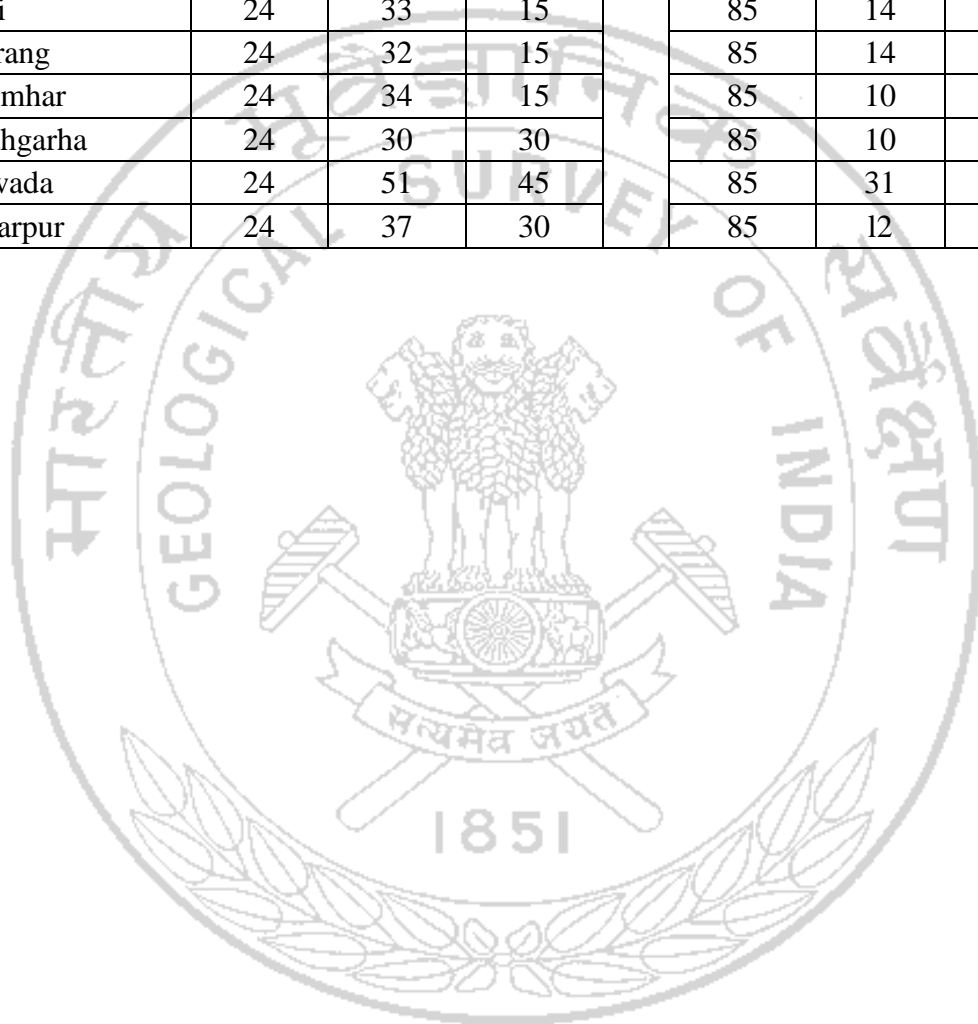 i 24 33 15 85 14
rang 24 32 15 85 14
mhar 24 34 15 85 10
hgarha 24 30 30 85 10
vada 24 51 45 85 31
arpur 24 37 30 85 l2
भारतीय भूवैज्ञानिक सर्वेक्षण
GEOLOGICAL SURVEY OF INDIA
सत्यमेव जयते
1851